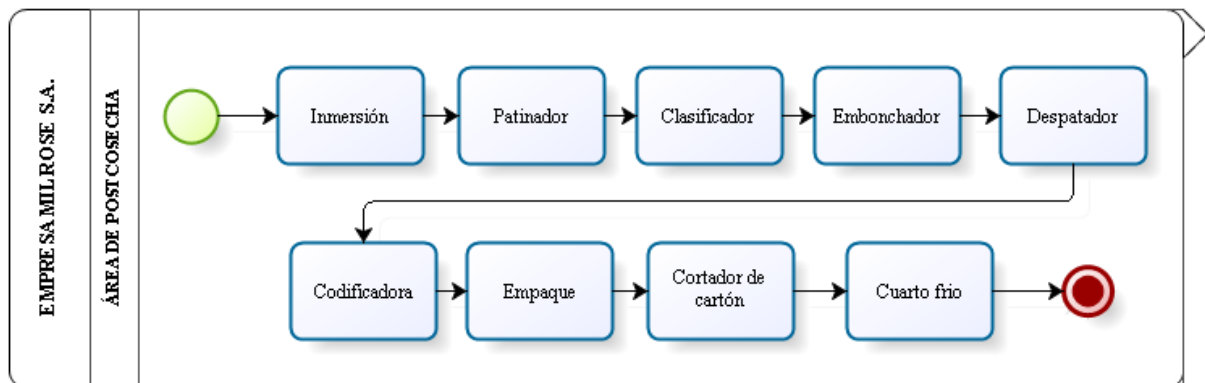 EMPRESA MILROSE S.A.
ÁREA DE POSTCOSECHA
Inmersión
Patinador
Clasificador
Embonchador
Despatador
Codificadora
Empaque
Cortador de
cartón
Cuarto frio